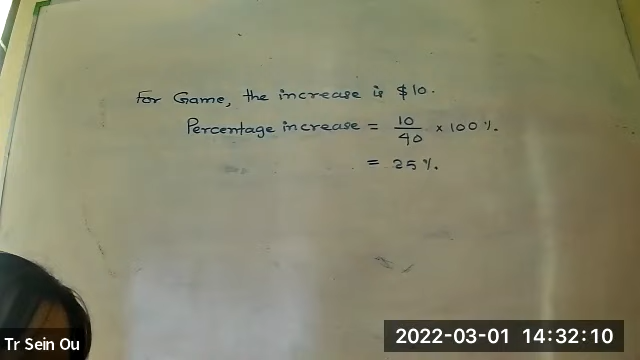 For Game, the increase is $10.
Percentage increase = 10/40 x 100%.
= 25%.
Tr Sein Ou
2022-03-01 14:32:10